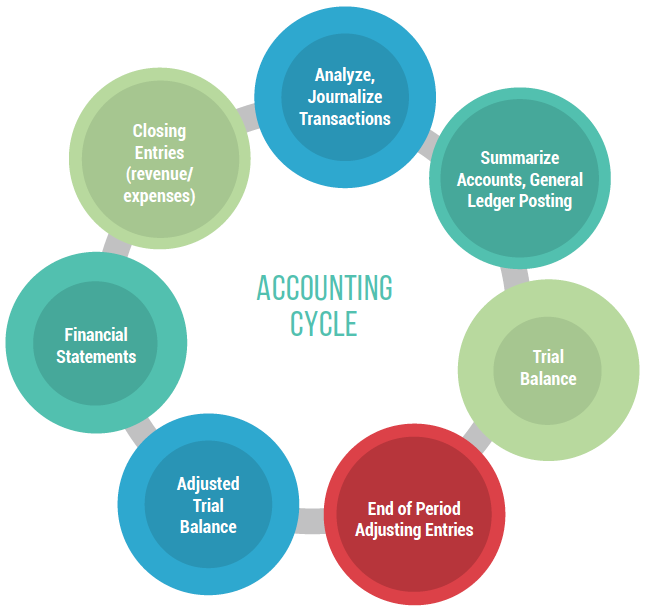 Analyze,
Journalize
Transactions
Summarize
Accounts, General
Ledger Posting
Trial
Balance
End of Period
Adjusting Entries
Adjusted
Trial
Balance
Financial
Statements
Closing
Entries
(revenue/
expenses)
ACCOUNTING
CYCLE